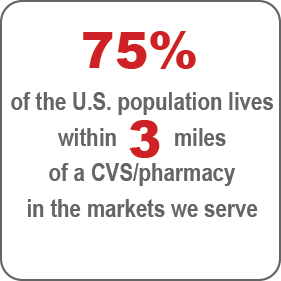 75%
of the U.S. population lives
within 3 miles
of a CVS/pharmacy
in the markets we serve